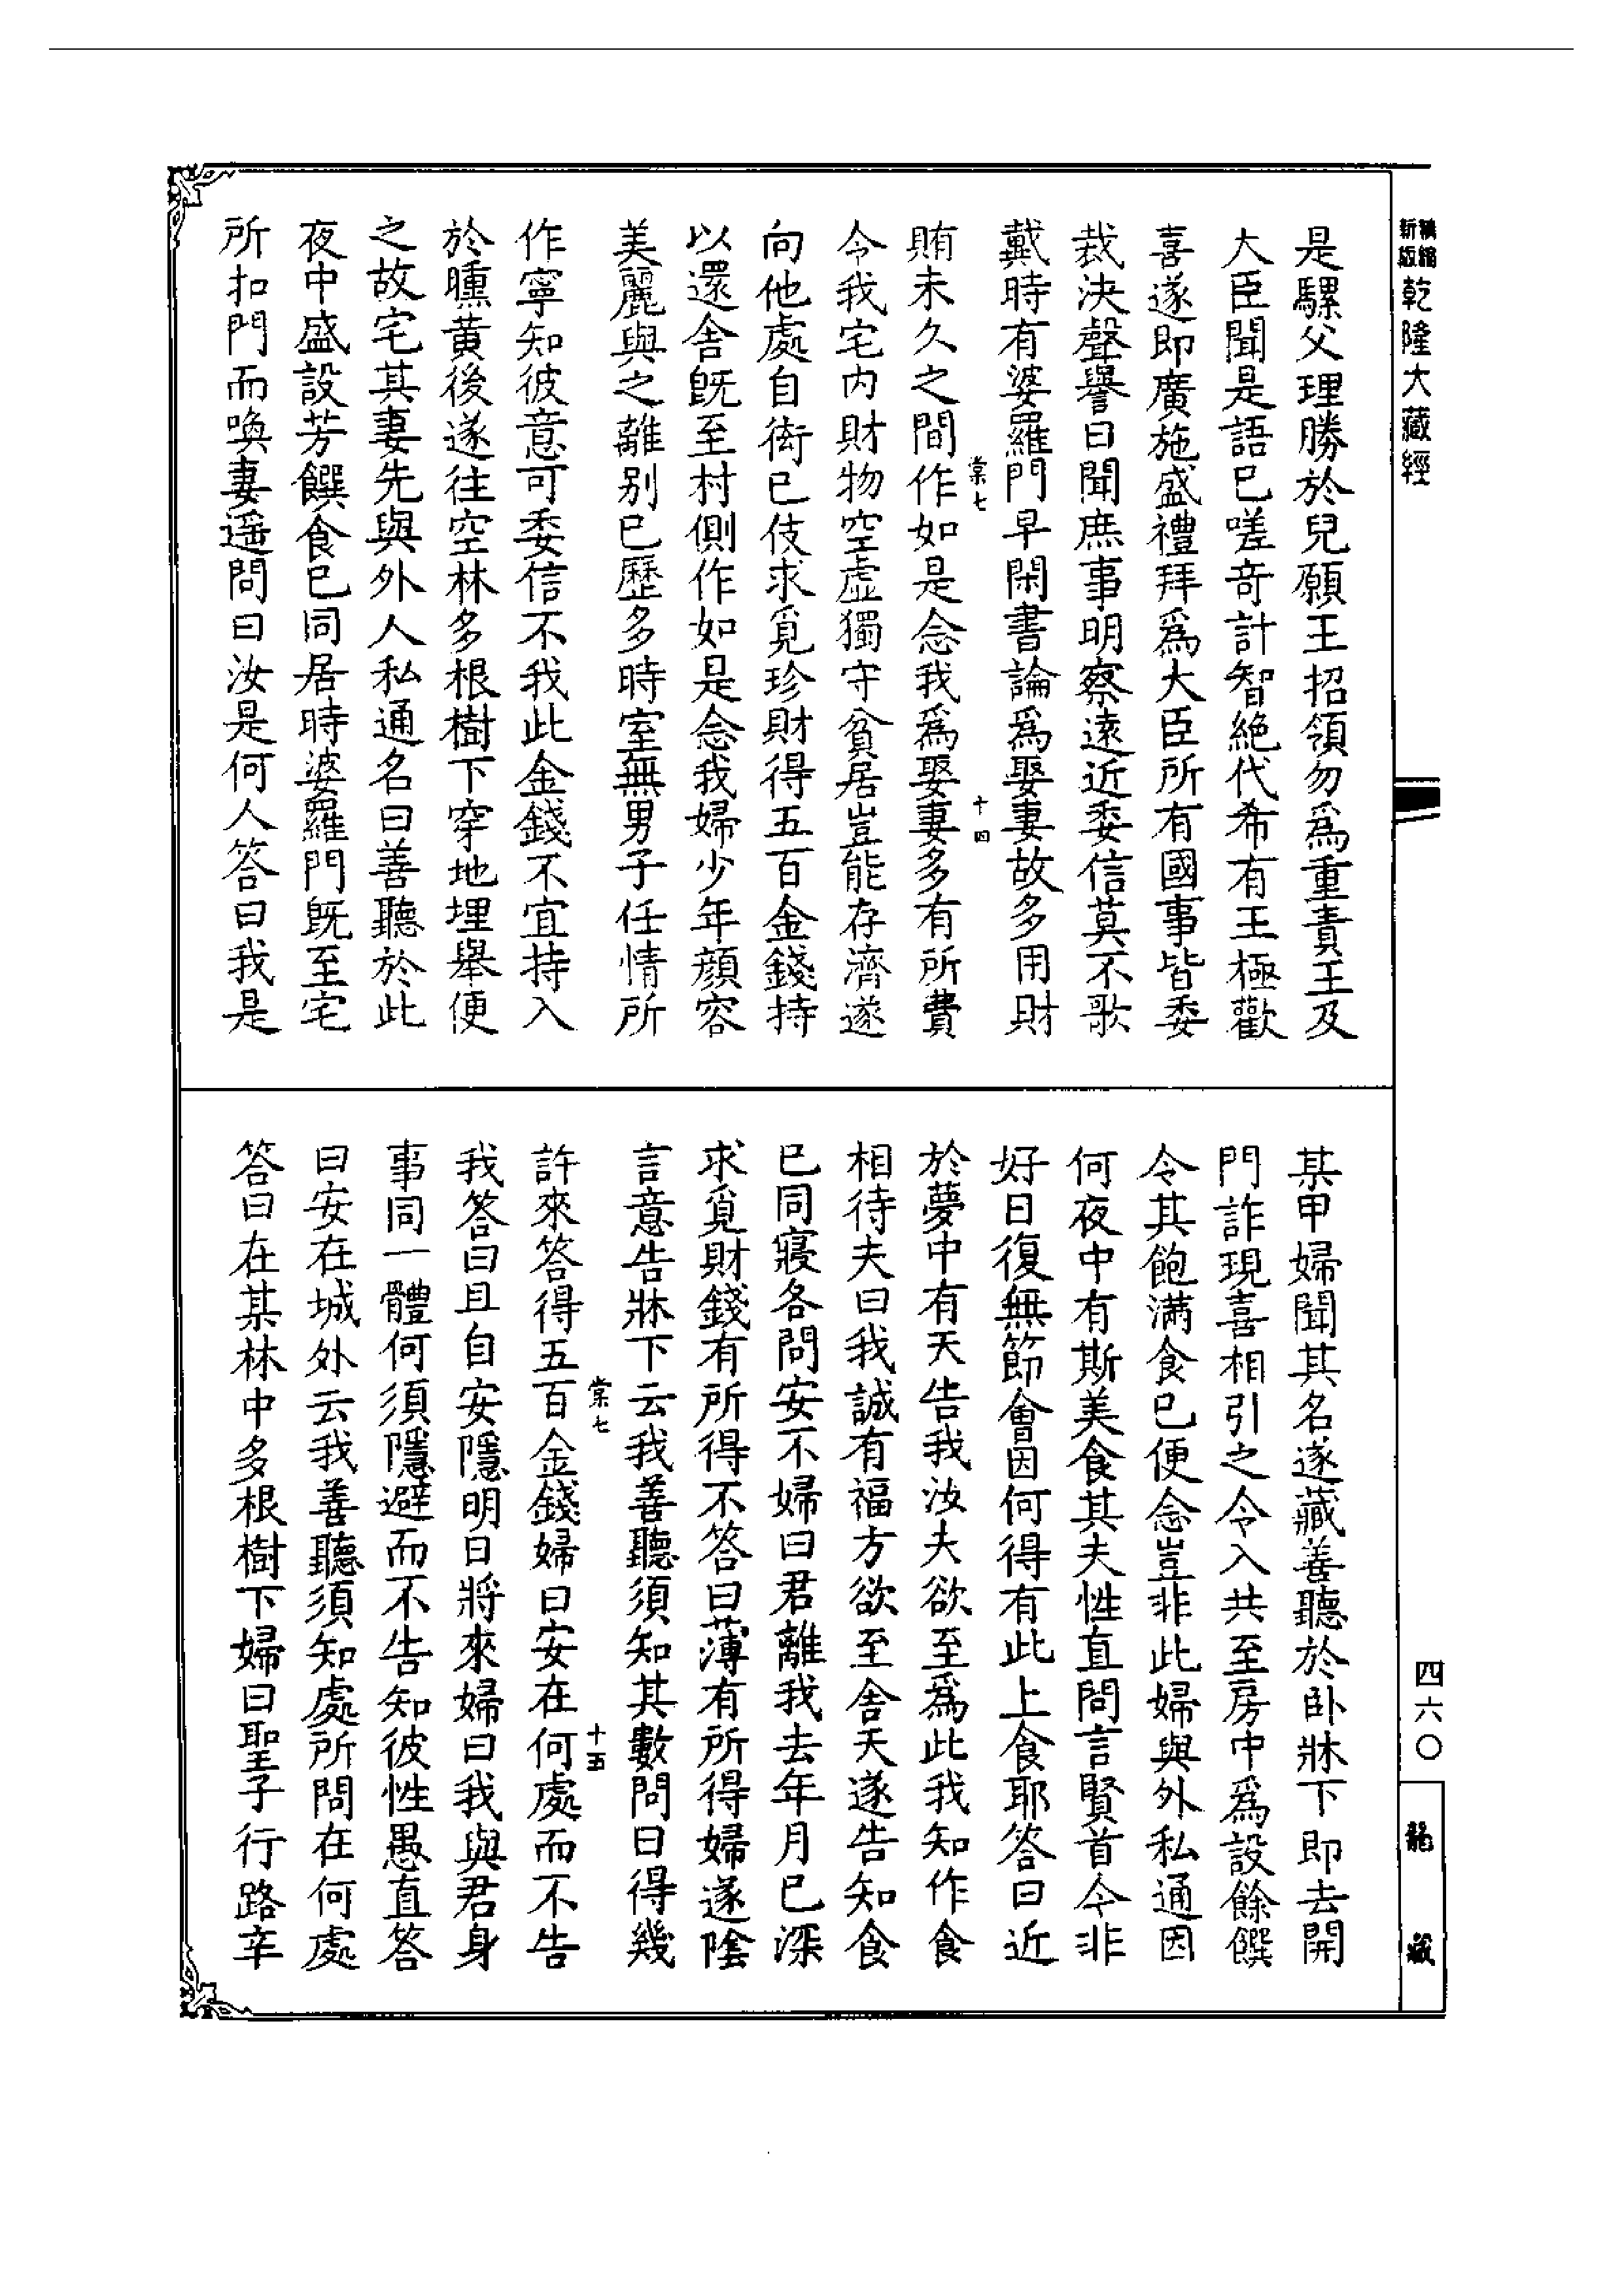 新縮
版縮
乾隆大藏經
是騾父理勝於兒願王招領勿為重責王及
大臣聞是語已嗟竒計智絶代希有王極歡
喜遂即廣施盛禮拜為大臣所有國事皆委
裁決聲譽曰聞庶事明察遠近委信莫不歌
戴時有婆羅門早閑書論為娶妻故多用財
賄未久之間作如是念我為娶妻多有所費
棠七
十四
令我宅内財物空虛獨守貧居豈能存濟遂
向他處自衒已伎求覓珍財得五百金錢持
以還舍旣至村側作如是念我婦少年顔容
美麗與之離别已歷多時室無男子任情所
作寧知彼意可委信不我此金錢不宜持入
於曛黄後遂往空林多根樹下穿地埋舉便
之故宅其妻先與外人私通名曰善聽於此
夜中盛設芳饌食已同居時婆羅門旣至宅
所扣門而喚妻遥問曰汝是何人答曰我是
某甲婦聞其名遂藏善聽於卧牀下即去開
門詐現喜相引之令入共至房中為設餘饌
令其飽滿食已便念豈非此婦與外私通因
何夜中有斯美食其夫性直問言賢首今非
好日復無節會因何得有此上食耶答曰近
於夢中有天告我汝夫欲至為此我知作食
相待夫曰我誠有福方欲至舍天遂告知食
已同寢各問安不婦曰君離我去年月已深
求覓財錢有所得不答曰薄有所得婦遂陰
言意告牀下云我善聽須知其數問曰得幾
許來答得五百金錢婦曰安在何處而不告
棠七
十五
我答曰且自安隱明日將來婦曰我與君身
事同一體何須隱避而不告知彼性愚直答
曰安在城外云我善聽須知處所問在何處
答曰在某林中多根樹下婦曰聖子行路辛
四六〇
龍藏